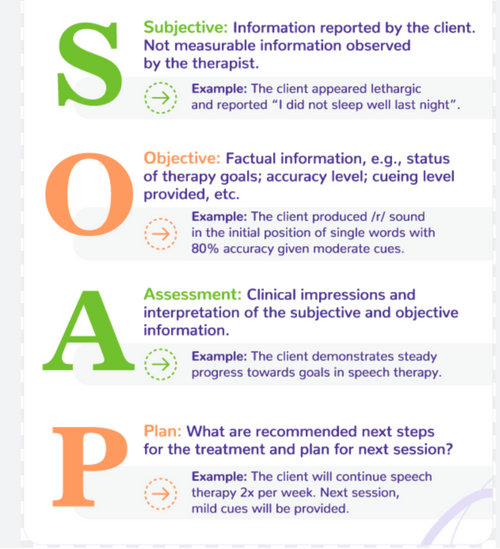 S
Subjective: Information reported by the client.
Not measurable information observed
by the therapist.
Example: The client appeared lethargic
and reported “I did not sleep well last night”.
O
Objective: Factual information, e.g., status
of therapy goals; accuracy level; cueing level
provided, etc.
Example: The client produced /r/ sound
in the initial position of single words with
80% accuracy given moderate cues.
A
Assessment: Clinical impressions and
interpretation of the subjective and objective
information.
Example: The client demonstrates steady
progress towards goals in speech therapy.
P
Plan: What are recommended next steps
for the treatment and plan for next session?
Example: The client will continue speech
therapy 2x per week. Next session,
mild cues will be provided.